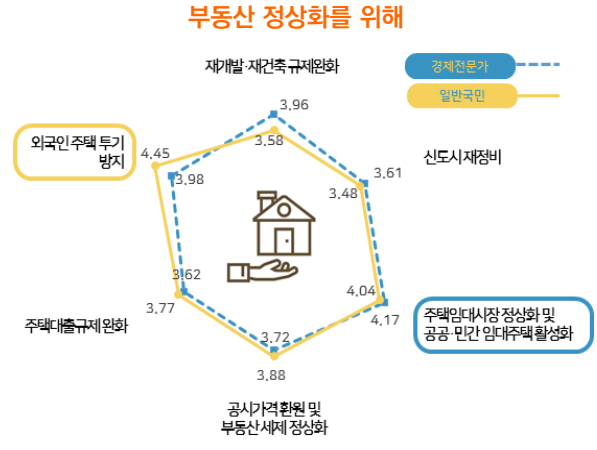 부동산 정상화를 위해
재개발·재건축 규제완화
경제전문가
일반국민
3.96
3.58
외국인 주택 투기
방지
4.45
3.98
3.61
3.48
신도시 재정비
3.62
3.77
주택대출규제 완화
4.04
4.17
주택임대시장 정상화 및
공공·민간 임대주택 활성화
3.72
3.88
공시가격 환원 및
부동산 세제 정상화